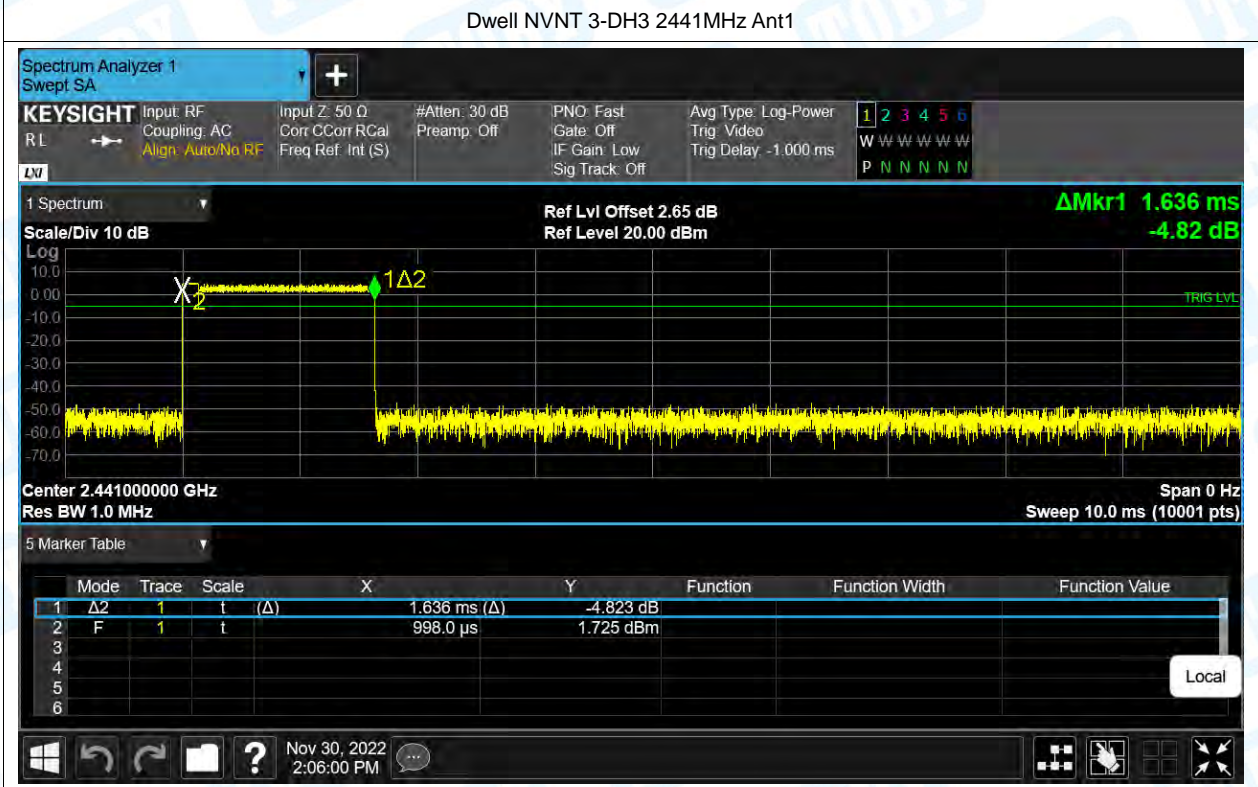 Dwell NVNT 3-DH3 2441MHz Ant1
Spectrum Analyzer 1
Swept SA
+
KEYSIGHT Input: RF Input Z: 50 Ω #Atten: 30 dB PNO: Fast Avg Type: Log-Power 1 2 3 4 5 6
R L Coupling: AC Corr CCorr RCal Preamp: Off Gate: Off Trig: Video W W W W W W
Align: Auto/No RF Freq Ref: Int (S) IF Gain: Low Trig Delay: -1.000 ms
LXI Sig Track: Off P N N N N N
1 Spectrum Ref Lvl Offset 2.65 dB ΔMkr1 1.636 ms
Scale/Div 10 dB Ref Level 20.00 dBm -4.82 dB
Log
10.0
1Δ2
0.00
X2
TRIG LVL
-10.0
-20.0
-30.0
-40.0
-50.0
-60.0
-70.0
Center 2.441000000 GHz Span 0 Hz
Res BW 1.0 MHz Sweep 10.0 ms (10001 pts)
5 Marker Table
Mode Trace Scale X Y Function Function Width Function Value
1 Δ2 1 t (Δ) 1.636 ms (Δ) -4.823 dB
2 F 1 t 998.0 µs 1.725 dBm
3
4
5
6
Local
? Nov 30, 2022
2:06:00 PM